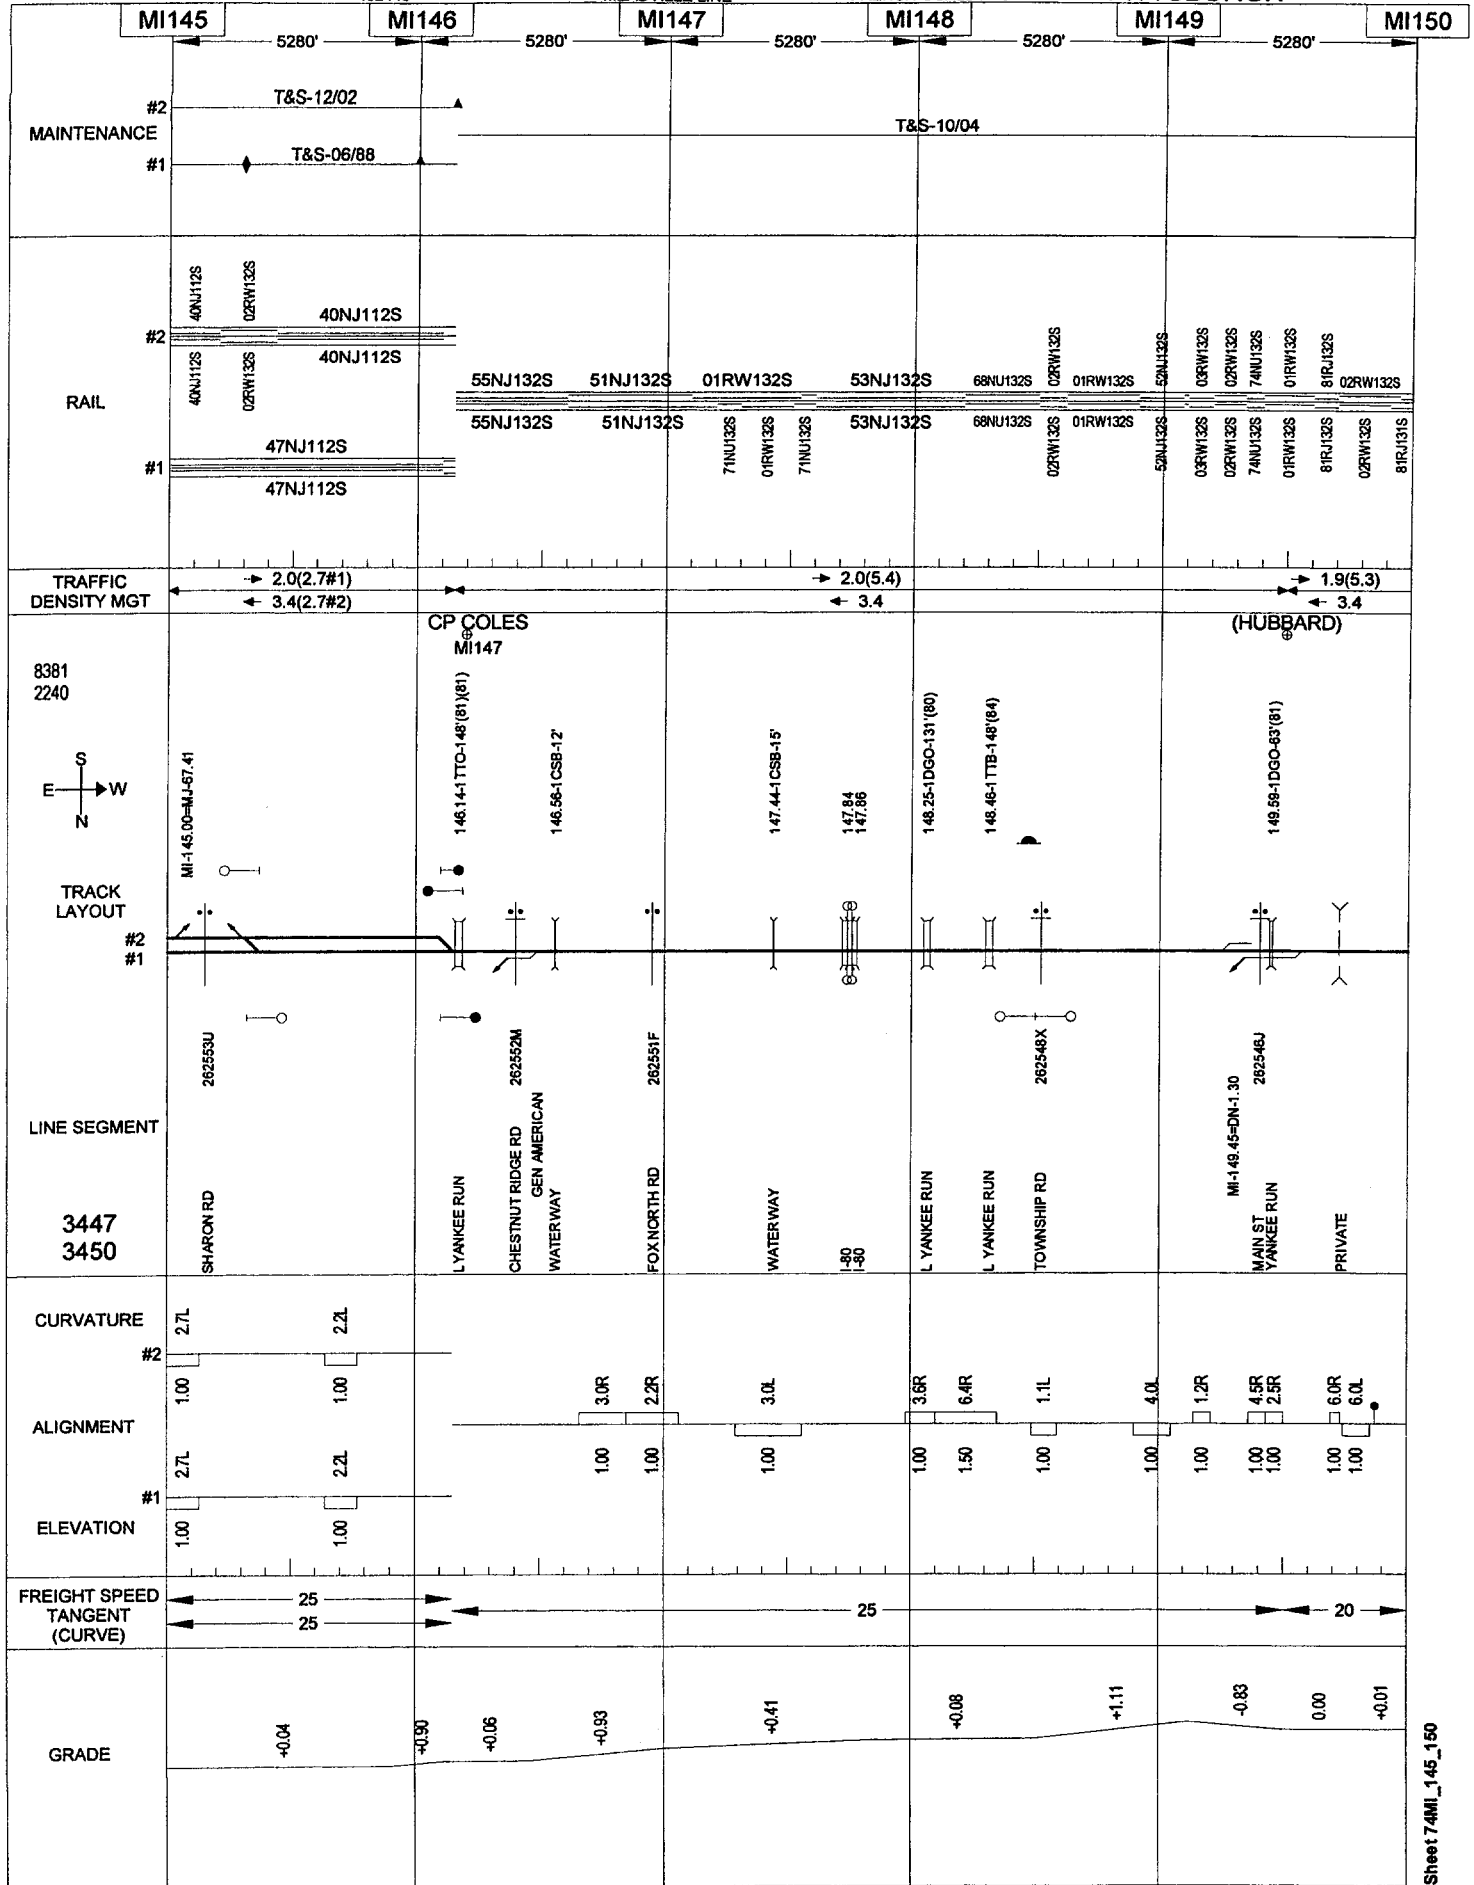 MI145 MI146 MI147 MI148 MI149 MI150
5280' 5280' 5280' 5280' 5280'
MAINTENANCE
#2 T&S-12/02
T&S-10/04
#1 T&S-06/88
RAIL
40NJ112S 02RW132S
#2 40NJ112S
40NJ112S
40NJ112S 02RW132S
#1 47NJ112S
47NJ112S
55NJ132S 51NJ132S 01RW132S 53NJ132S 68NU132S 02RW132S 01RW132S 52NJ132S 03RW132S 02RW132S 74NU132S 01RW132S 81RJ132S 02RW132S
55NJ132S 51NJ132S 71NU132S 01RW132S 71NU132S 53NJ132S 68NU132S 02RW132S 01RW132S 52NJ132S 03RW132S 02RW132S 74NU132S 01RW132S 81RJ132S 02RW132S 81RJ131S
TRAFFIC
DENSITY MGT
2.0(2.7#1) 2.0(5.4) 1.9(5.3)
3.4(2.7#2) 3.4 3.4
CP COLES
MI147
(HUBBARD)
8381
2240
S
E W
N
MI-145.00=MJ-67.41
146.14-1TTO-148'(81)(81)
146.56-1CSB-12'
147.44-1CSB-15'
147.84
147.86
148.25-1DGO-131'(80)
148.46-1TTB-148'(84)
149.59-1DGO-63'(81)
TRACK
LAYOUT
#2
#1
262553U
262552M
262551F
262548X
262546J
MI-149.45=DN-1.30
LINE SEGMENT
3447
3450
SHARON RD
L YANKEE RUN
CHESTNUT RIDGE RD
GEN AMERICAN
WATERWAY
FOX NORTH RD
WATERWAY
I-80
I-80
L YANKEE RUN
L YANKEE RUN
TOWNSHIP RD
MAIN ST
YANKEE RUN
PRIVATE
CURVATURE
2.7L 2.2L
#2
1.00 1.00
ALIGNMENT
3.0R 2.2R 3.0L 3.6R 6.4R 1.1L 4.0L 1.2R 4.5R 2.5R 6.0R 6.0L
1.00 1.00 1.00 1.00 1.50 1.00 1.00 1.00 1.00 1.00 1.00 1.00
2.7L 2.2L
#1
ELEVATION
1.00 1.00
FREIGHT SPEED
TANGENT
(CURVE)
25
25
25
20
GRADE
+0.04 +0.90 +0.06 +0.93 +0.41 +0.08 +1.11 -0.83 0.00 +0.01
Sheet 74MI_145_150